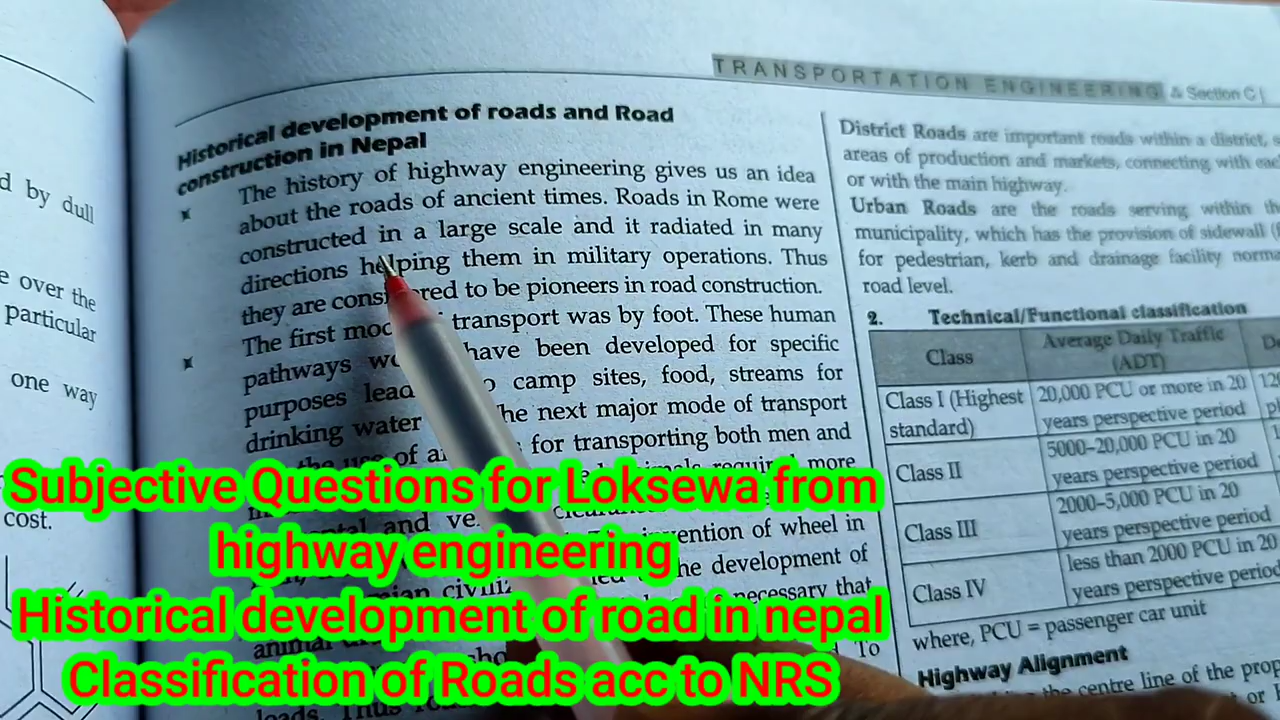 TRANSPORTATION ENGINEERING & Section C
Historical development of roads and Road
construction in Nepal
The history of highway engineering gives us an idea
about the roads of ancient times. Roads in Rome were
constructed in a large scale and it radiated in many
directions helping them in military operations. Thus
they are considered to be pioneers in road construction.
The first transport was by foot. These human
pathways have been developed for specific
purposes camp sites, food, streams for
drinking water next major mode of transport
for transporting both men and
more
and
invention of wheel in
the development of
necessary that
To
loads. Thus
District Roads are important roads within a district,
areas of production and markets, connecting with
or with the main highway.
Urban Roads are the roads serving within
municipality, which has the provision of sidewall
for pedestrian, kerb and drainage facility
road level.
2. Technical/Functional classification
Class Average Daily Traffic
(ADT)
Class I (Highest 20,000 PCU or more in 20
standard) years perspective period
Class II 5000–20,000 PCU in 20
years perspective period
Class III 2000–5,000 PCU in 20
years perspective period
Class IV less than 2000 PCU in 20
years perspective period
where, PCU = passenger car unit
Highway Alignment
the centre line of the
d by dull
e over the
particular
one way
cost.
Subjective Questions for Loksewa from
highway engineering
Historical development of road in nepal
Classification of Roads acc to NRS